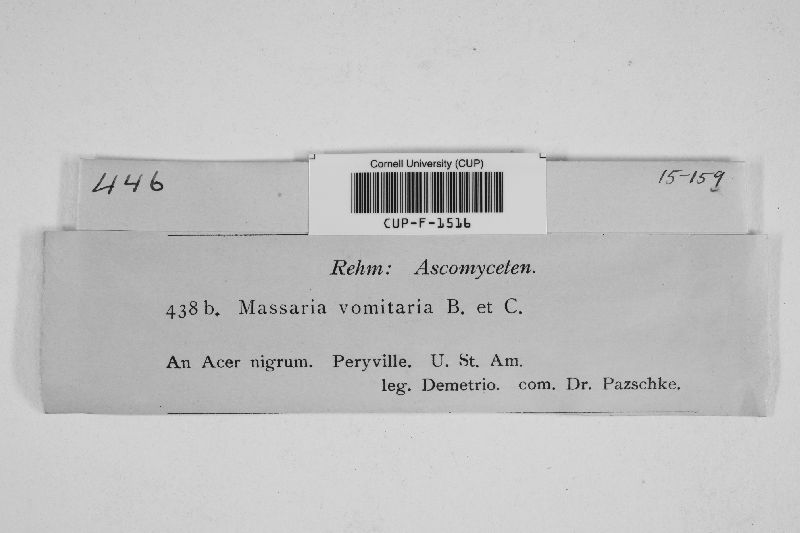 Cornell University (CUP)
446
15-159
CUP-F-1516
Rehm: Ascomyceten.
438 b. Massaria vomitaria B. et C.
An Acer nigrum. Peryville. U. St. Am.
leg. Demetrio. com. Dr. Pazschke.